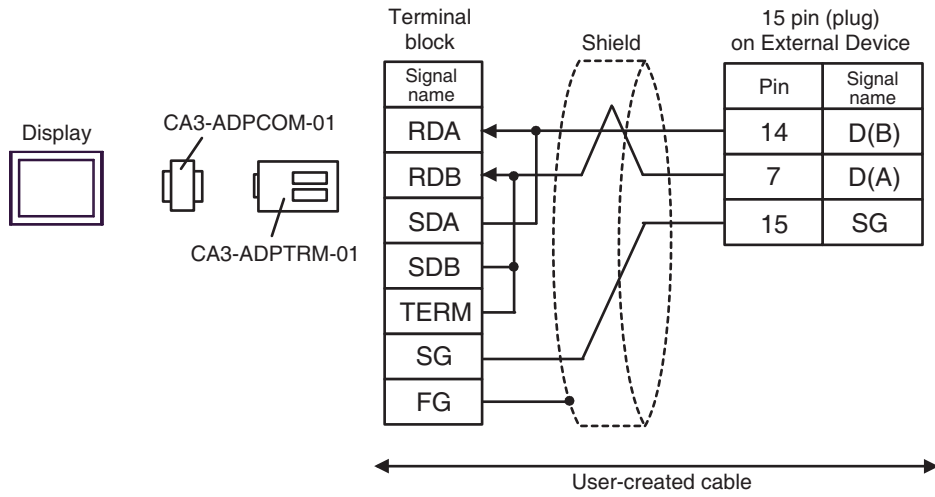 Display
CA3-ADPCOM-01
CA3-ADPTRM-01
Terminal
block
Signal
name
RDA
RDB
SDA
SDB
TERM
SG
FG
Shield
15 pin (plug)
on External Device
Pin
Signal
name
14 D(B)
7 D(A)
15 SG
User-created cable